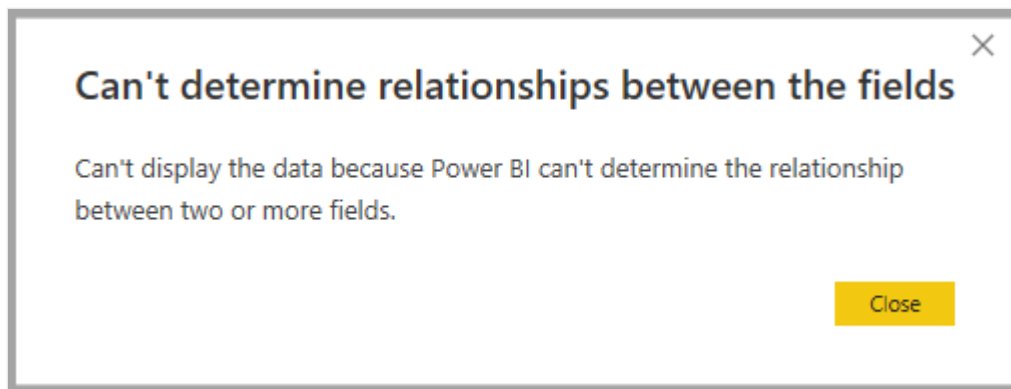 Can't determine relationships between the fields
Can't display the data because Power BI can't determine the relationship
between two or more fields.
Close